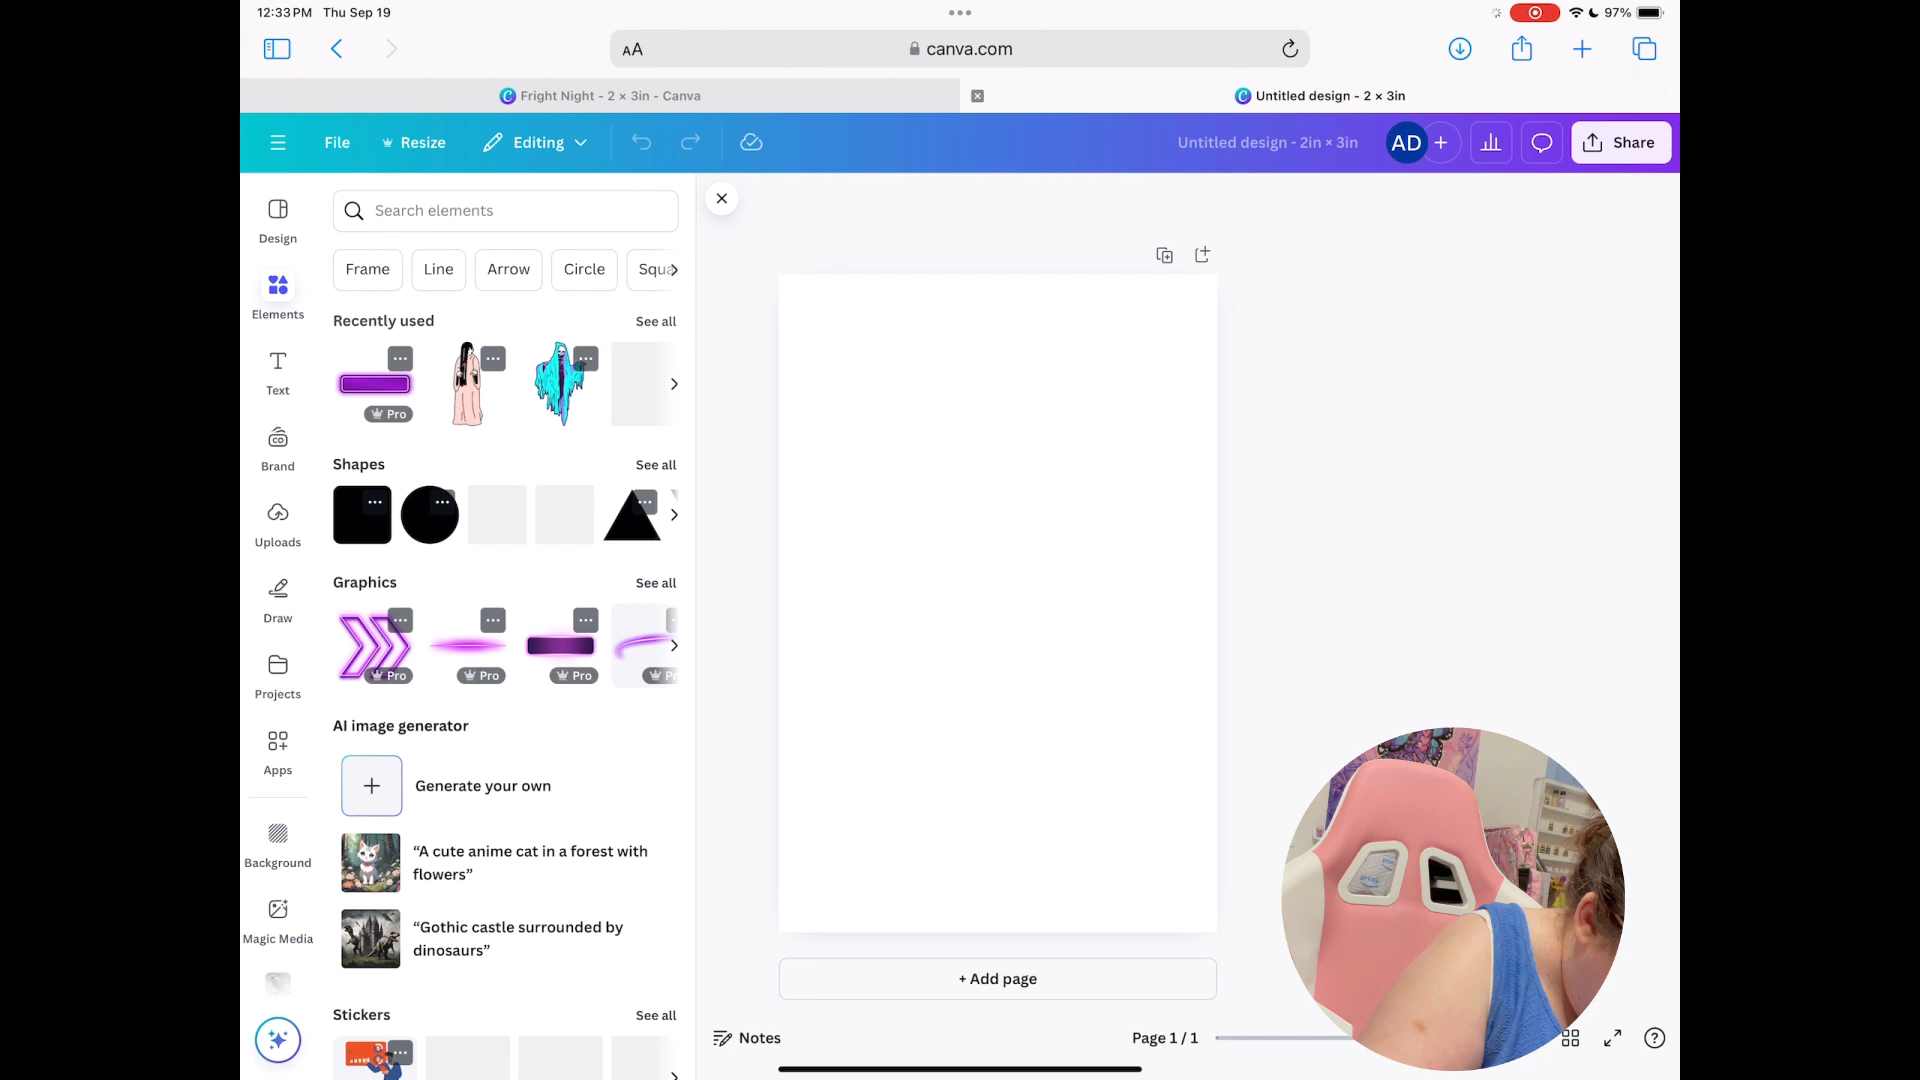 12:33 PM Thu Sep 19
97%
AA
canva.com
Fright Night - 2 × 3in - Canva
Untitled design - 2 × 3in
File
Resize
Editing
Untitled design - 2in × 3in
AD
Share
Design
Elements
Text
Brand
Uploads
Draw
Projects
Apps
Background
Magic Media
Search elements
Frame
Line
Arrow
Circle
Squa
Recently used
See all
Pro
Shapes
See all
Graphics
See all
Pro
Pro
Pro
Pr
AI image generator
Generate your own
“A cute anime cat in a forest with
flowers”
“Gothic castle surrounded by
dinosaurs”
Stickers
See all
+ Add page
Notes
Page 1 / 1